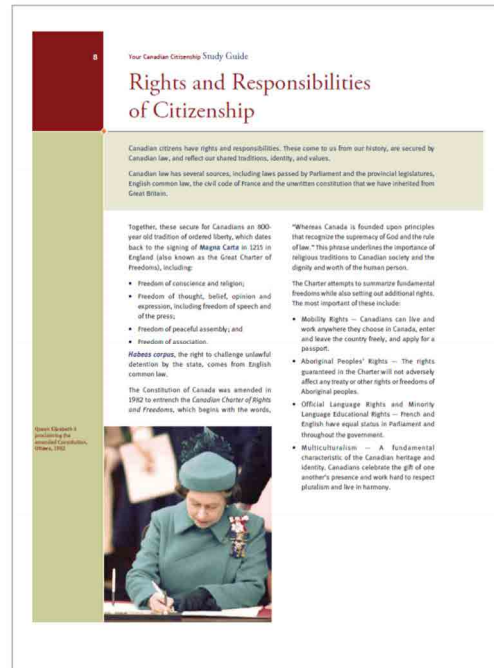 8
Your Canadian Citizenship Study Guide
Rights and Responsibilities
of Citizenship
Canadian citizens have rights and responsibilities. These come to us from our history, are secured by
Canadian law, and reflect our shared traditions, identity, and values.
Canadian law has several sources, including laws passed by Parliament and the provincial legislatures,
English common law, the civil code of France and the unwritten constitution that we have inherited from
Great Britain.
Together, these secure for Canadians an 800-
year old tradition of ordered liberty, which dates
back to the signing of Magna Carta in 1215 in
England (also known as the Great Charter of
Freedoms), including:
• Freedom of conscience and religion;
• Freedom of thought, belief, opinion and
expression, including freedom of speech and
of the press;
• Freedom of peaceful assembly; and
• Freedom of association.
Habeas corpus, the right to challenge unlawful
detention by the state, comes from English
common law.
The Constitution of Canada was amended in
1982 to entrench the Canadian Charter of Rights
and Freedoms, which begins with the words,
"Whereas Canada is founded upon principles
that recognize the supremacy of God and the rule
of law." This phrase underlines the importance of
religious traditions to Canadian society and the
dignity and worth of the human person.
The Charter attempts to summarize fundamental
freedoms while also setting out additional rights.
The most important of these include:
• Mobility Rights — Canadians can live and
work anywhere they choose in Canada, enter
and leave the country freely, and apply for a
passport.
• Aboriginal Peoples' Rights — The rights
guaranteed in the Charter will not adversely
affect any treaty or other rights or freedoms of
Aboriginal peoples.
• Official Language Rights and Minority
Language Educational Rights — French and
English have equal status in Parliament and
throughout the government.
• Multiculturalism — A fundamental
characteristic of the Canadian heritage and
identity. Canadians celebrate the gift of one
another's presence and work hard to respect
pluralism and live in harmony.
Queen Elizabeth II
proclaiming the
amended Constitution,
Ottawa, 1982